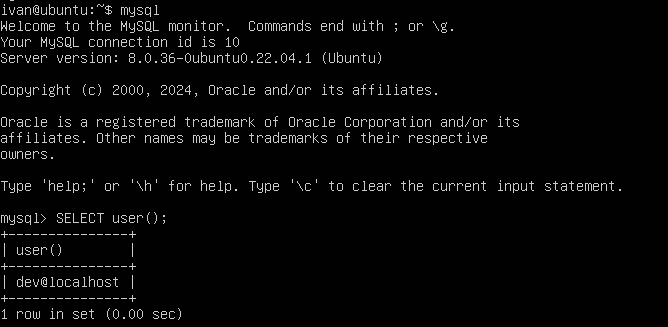 ivan@ubuntu:~$ mysql
Welcome to the MySQL monitor.  Commands end with ; or \g.
Your MySQL connection id is 10
Server version: 8.0.36-0ubuntu0.22.04.1 (Ubuntu)

Copyright (c) 2000, 2024, Oracle and/or its affiliates.

Oracle is a registered trademark of Oracle Corporation and/or its
affiliates. Other names may be trademarks of their respective
owners.

Type 'help;' or '\h' for help. Type '\c' to clear the current input statement.

mysql> SELECT user();
+---------------+
| user()        |
+---------------+
| dev@localhost |
+---------------+
1 row in set (0.00 sec)